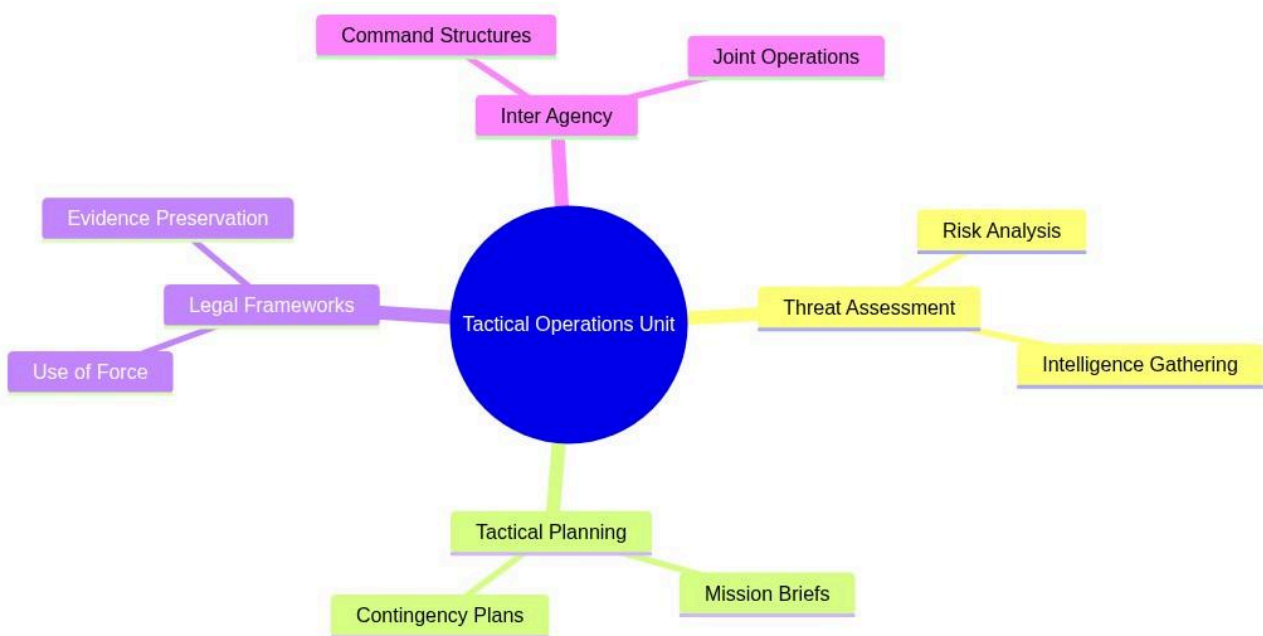 Command Structures
Joint Operations
Inter Agency
Evidence Preservation
Risk Analysis
Legal Frameworks
Threat Assessment
Tactical Operations Unit
Use of Force
Intelligence Gathering
Tactical Planning
Mission Briefs
Contingency Plans